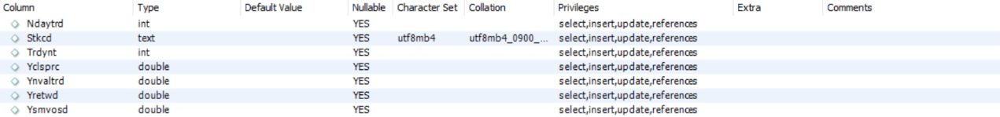 Column Type Default Value Nullable Character Set Collation Privileges Extra Comments
Ndaytrd int YES select,insert,update,references
Stkcd text YES utf8mb4 utf8mb4_0900_... select,insert,update,references
Trdynt int YES select,insert,update,references
Yclsprc double YES select,insert,update,references
Ynvaltrd double YES select,insert,update,references
Yretwd double YES select,insert,update,references
Ysmvosd double YES select,insert,update,references